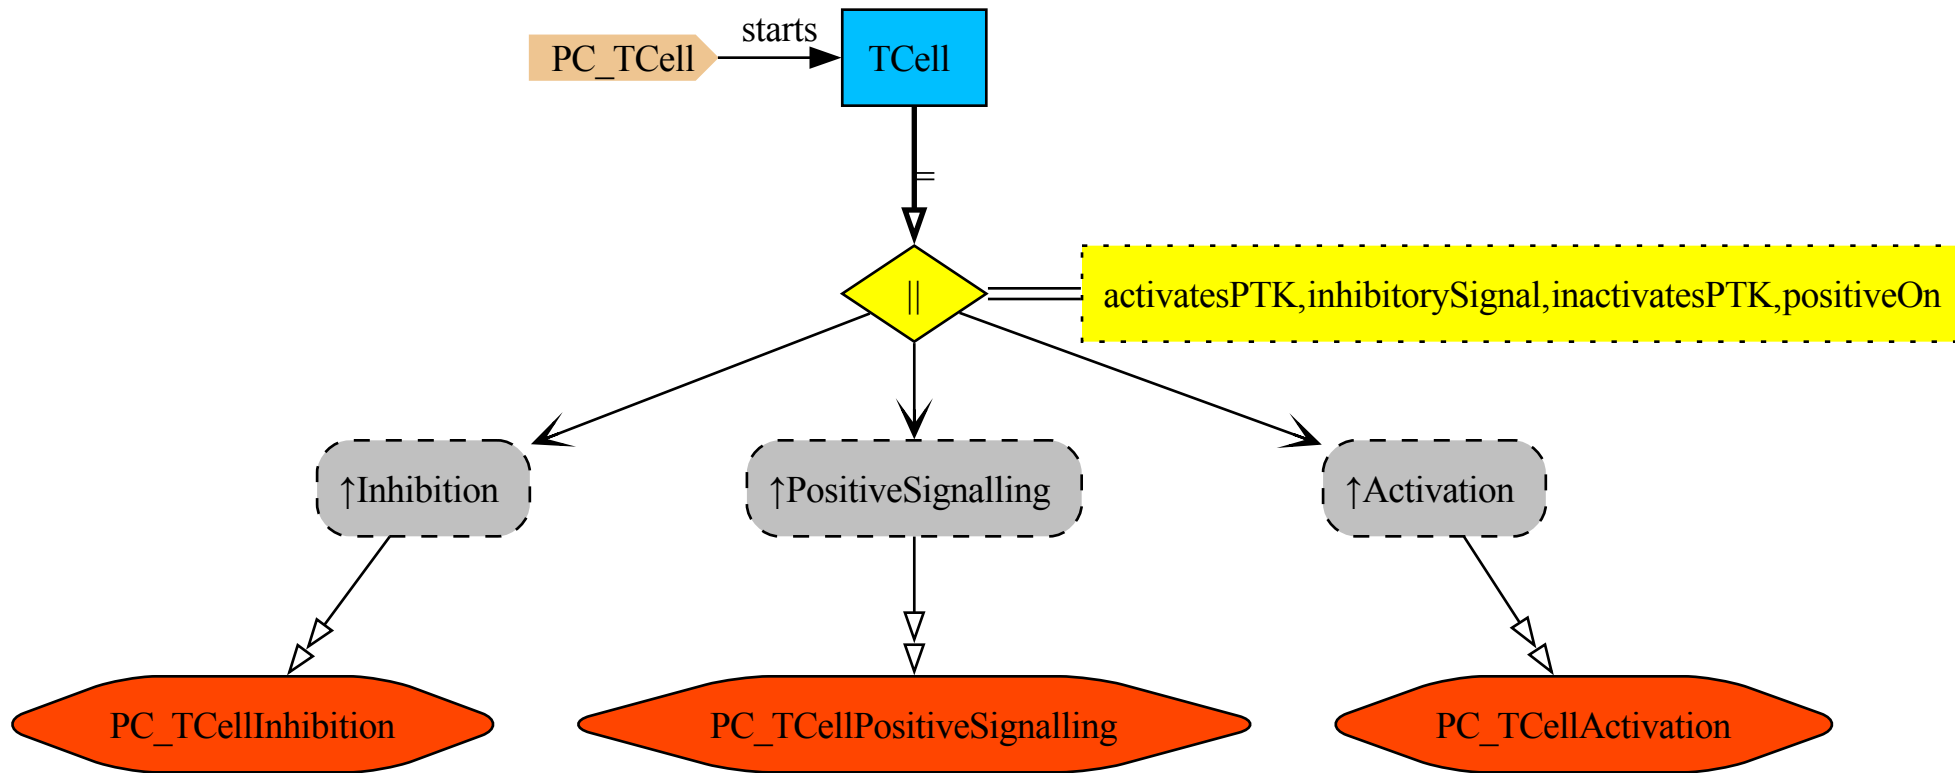 starts
PC_TCell
TCell
=
||
activatesPTK,inhibitorySignal,inactivatesPTK,positiveOn
↑Inhibition
↑PositiveSignalling
↑Activation
PC_TCellInhibition
PC_TCellPositiveSignalling
PC_TCellActivation